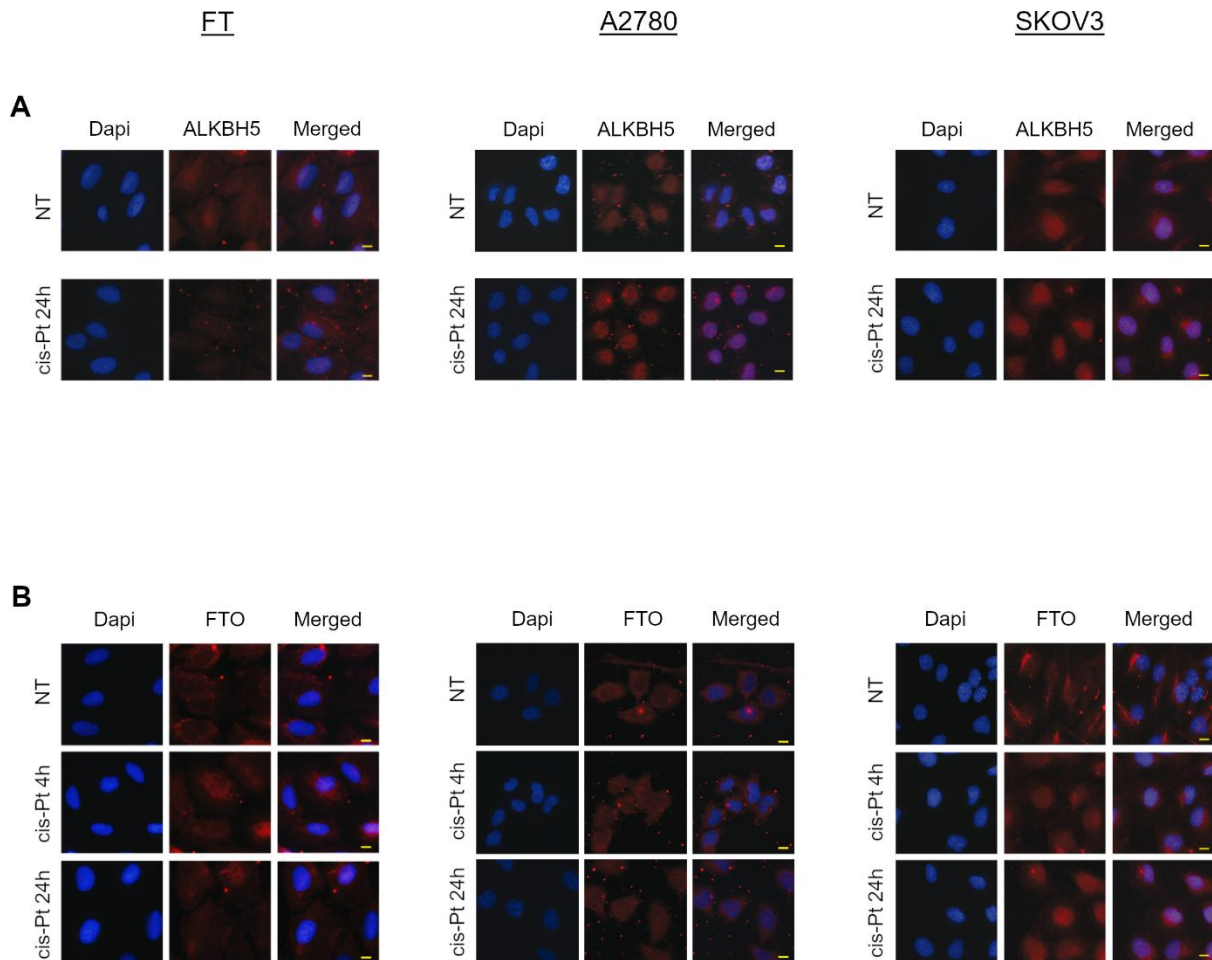 FT A2780 SKOV3
A
Dapi ALKBH5 Merged Dapi ALKBH5 Merged Dapi ALKBH5 Merged
NT NT NT
cis-Pt 24h cis-Pt 24h cis-Pt 24h
B
Dapi FTO Merged Dapi FTO Merged Dapi FTO Merged
NT NT NT
cis-Pt 4h cis-Pt 4h cis-Pt 4h
cis-Pt 24h cis-Pt 24h cis-Pt 24h